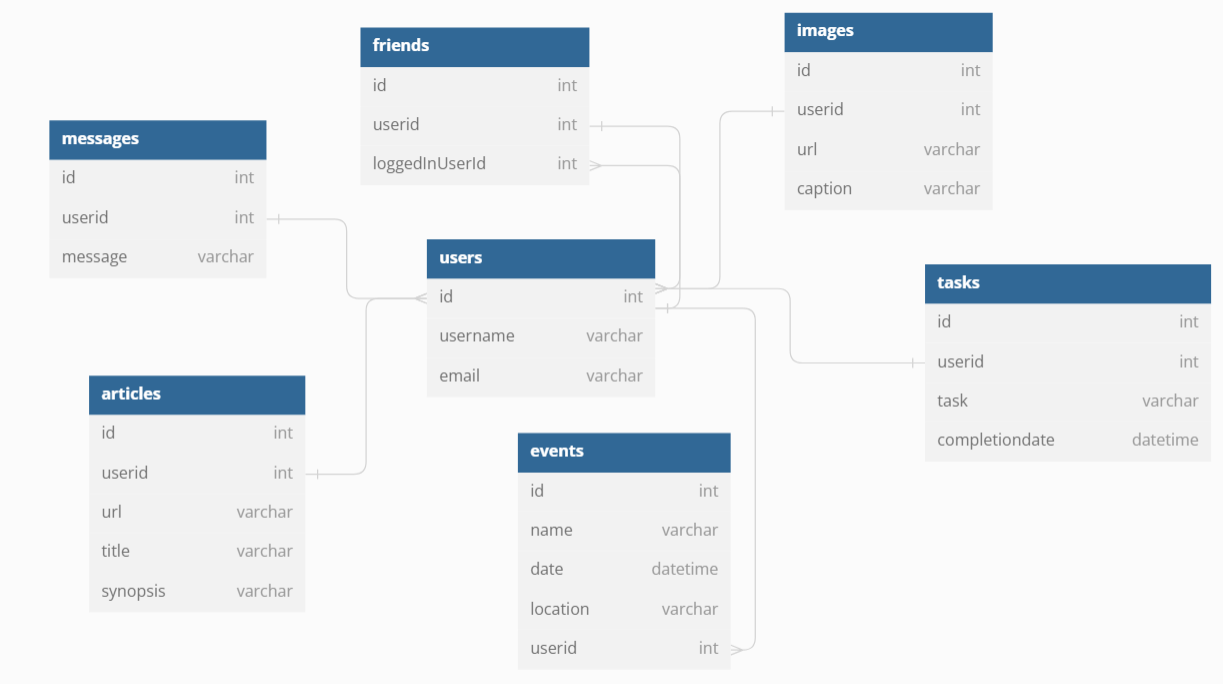 friends
id int
userid int
loggedInUserId int
images
id int
userid int
url varchar
caption varchar
messages
id int
userid int
message varchar
users
id int
username varchar
email varchar
tasks
id int
userid int
task varchar
completiondate datetime
articles
id int
userid int
url varchar
title varchar
synopsis varchar
events
id int
name varchar
date datetime
location varchar
userid int